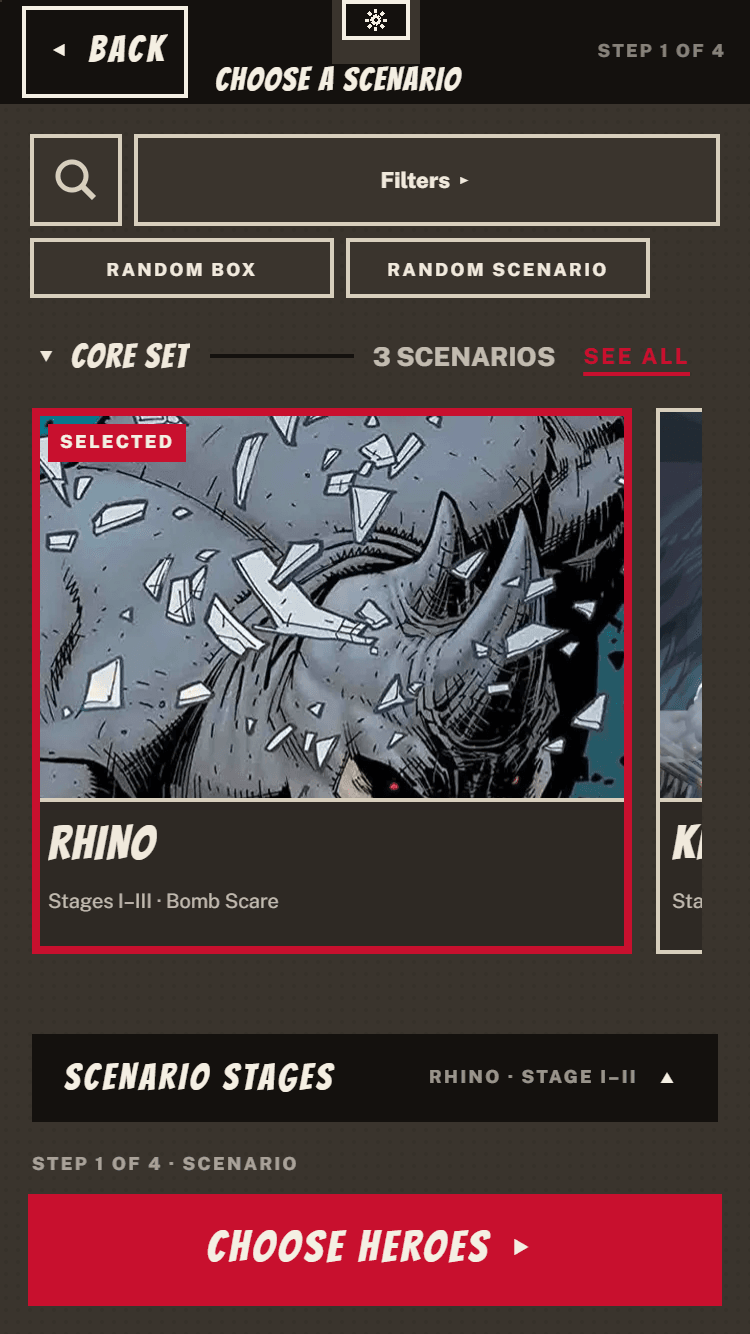 BACK
CHOOSE A SCENARIO
STEP 1 OF 4
Filters
RANDOM BOX
RANDOM SCENARIO
CORE SET
3 SCENARIOS
SEE ALL
SELECTED
RHINO
Stages I–III · Bomb Scare
SCENARIO STAGES
RHINO · STAGE I–II
STEP 1 OF 4 · SCENARIO
CHOOSE HEROES